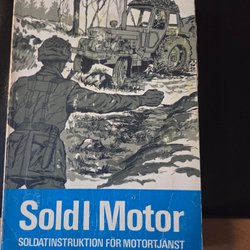 SoldI Motor
SOLDATINSTRUKTION FÖR MOTORTJÄNST